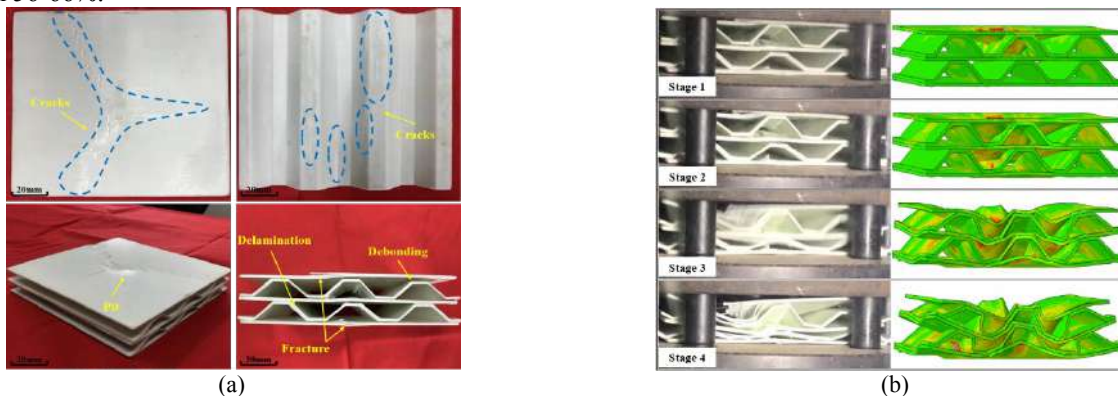 Cracks
20mm
Cracks
20mm
PD
Delamination
Debonding
Fracture
(a)
Stage 1
Stage 2
Stage 3
Stage 4
(b)